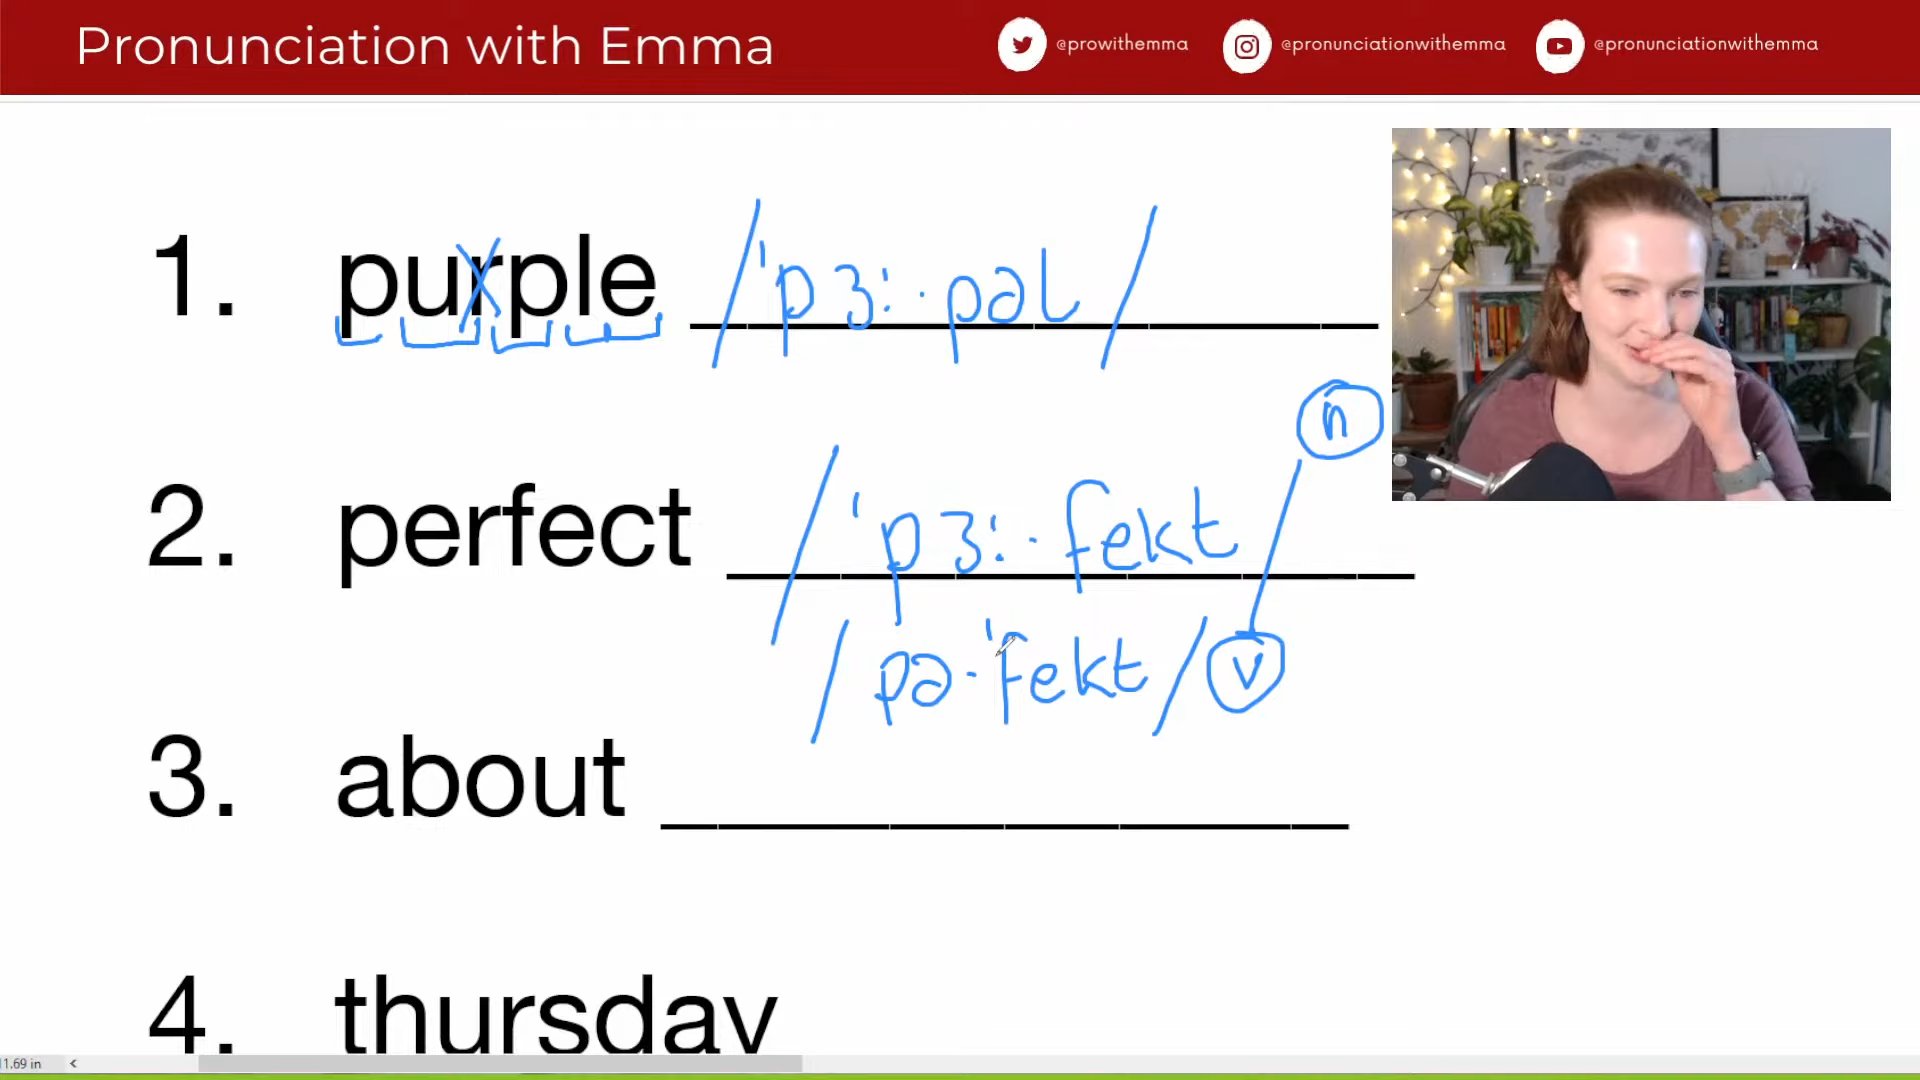 Pronunciation with Emma @prowithemma @pronunciationwithemma @pronunciationwithemma
1. purple /ˈpɜː·pəl/
n
2. perfect /ˈpɜː·fekt/
/pə·ˈfekt/ v
3. about
4. thursday
1.69 in